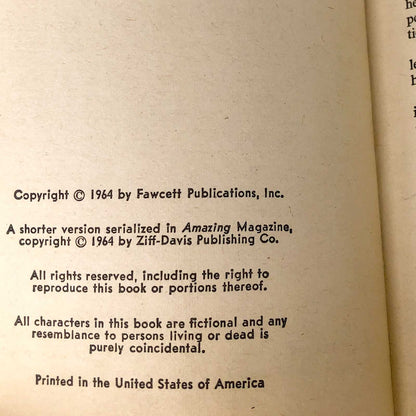 Copyright © 1964 by Fawcett Publications, Inc.
A shorter version serialized in Amazing Magazine,
copyright © 1964 by Ziff-Davis Publishing Co.
All rights reserved, including the right to
reproduce this book or portions thereof.
All characters in this book are fictional and any
resemblance to persons living or dead is
purely coincidental.
Printed in the United States of America